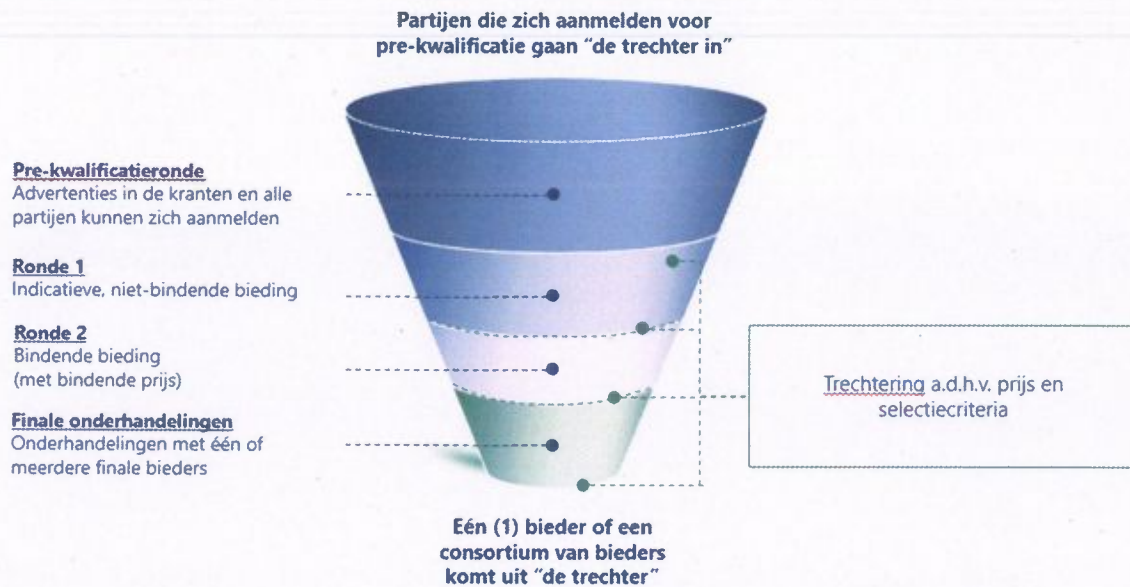 Partijen die zich aanmelden voor
pre-kwalificatie gaan “de trechter in”
Pre-kwalificatieronde
Advertenties in de kranten en alle
partijen kunnen zich aanmelden
Ronde 1
Indicatieve, niet-bindende bieding
Ronde 2
Bindende bieding
(met bindende prijs)
Finale onderhandelingen
Onderhandelingen met één of
meerdere finale bieders
Trechtering a.d.h.v. prijs en
selectiecriteria
Eén (1) bieder of een
consortium van bieders
komt uit “de trechter”